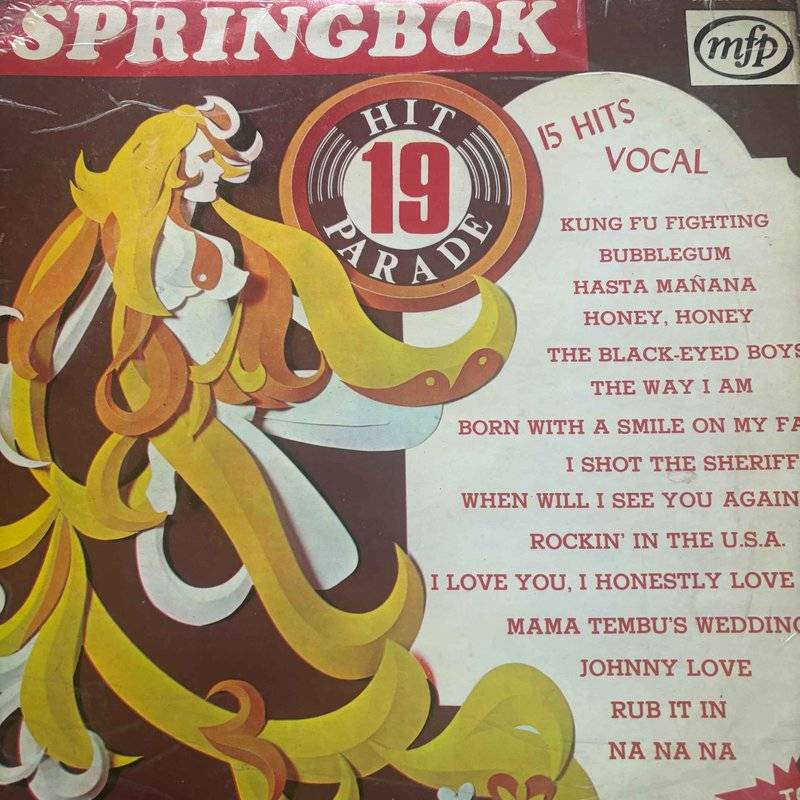 SPRINGBOK
mfp
HIT
19
PARADE
15 HITS
VOCAL
KUNG FU FIGHTING
BUBBLEGUM
HASTA MAÑANA
HONEY, HONEY
THE BLACK-EYED BOYS
THE WAY I AM
BORN WITH A SMILE ON MY FA
I SHOT THE SHERIFF
WHEN WILL I SEE YOU AGAIN
ROCKIN' IN THE U.S.A.
I LOVE YOU, I HONESTLY LOVE
MAMA TEMBU'S WEDDING
JOHNNY LOVE
RUB IT IN
NA NA NA